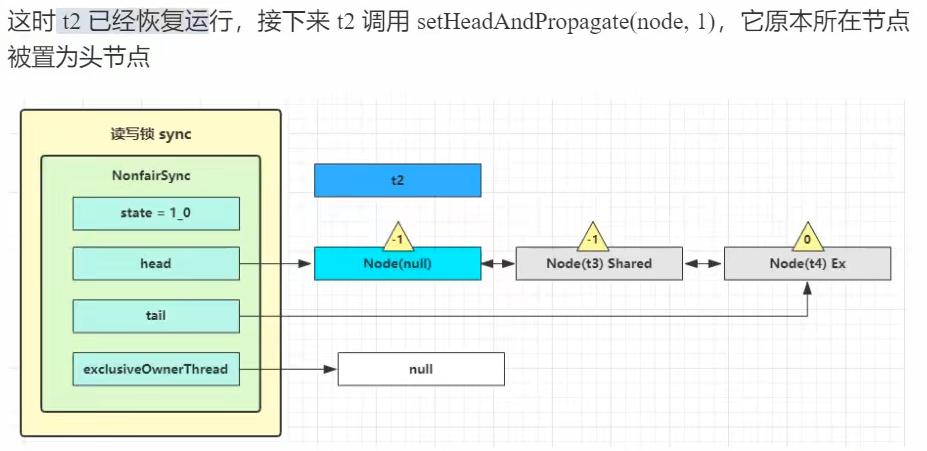 这时 t2 已经恢复运行，接下来 t2 调用 setHeadAndPropagate(node, 1)，它原本所在节点
被置为头节点
读写锁 sync
NonfairSync
t2
state = 1_0
-1
-1
0
head
Node(null)
Node(t3) Shared
Node(t4) Ex
tail
exclusiveOwnerThread
null